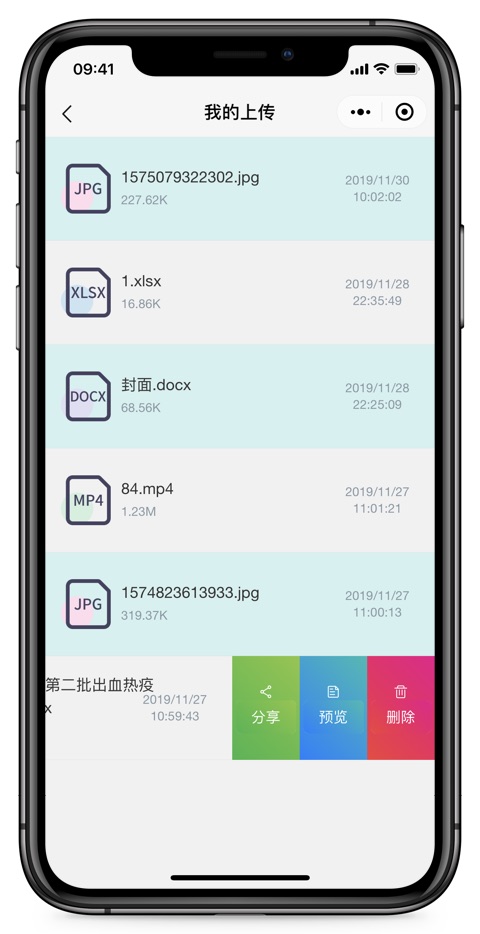 09:41
我的上传
JPG
1575079322302.jpg
227.62K
2019/11/30
10:02:02
XLSX
1.xlsx
16.86K
2019/11/28
22:35:49
DOCX
封面.docx
68.56K
2019/11/28
22:25:09
MP4
84.mp4
1.23M
2019/11/27
11:01:21
JPG
1574823613933.jpg
319.37K
2019/11/27
11:00:13
第二批出血热疫
x
2019/11/27
10:59:43
分享
预览
删除